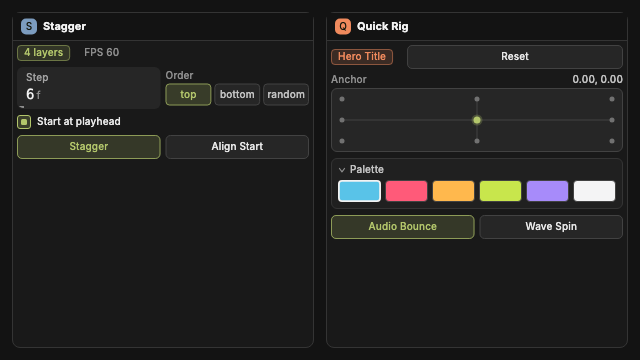 S Stagger
4 layers FPS 60
Step
6 f
Order
top bottom random
Start at playhead
Stagger Align Start
Q Quick Rig
Hero Title Reset
Anchor 0.00, 0.00
Palette
Audio Bounce Wave Spin